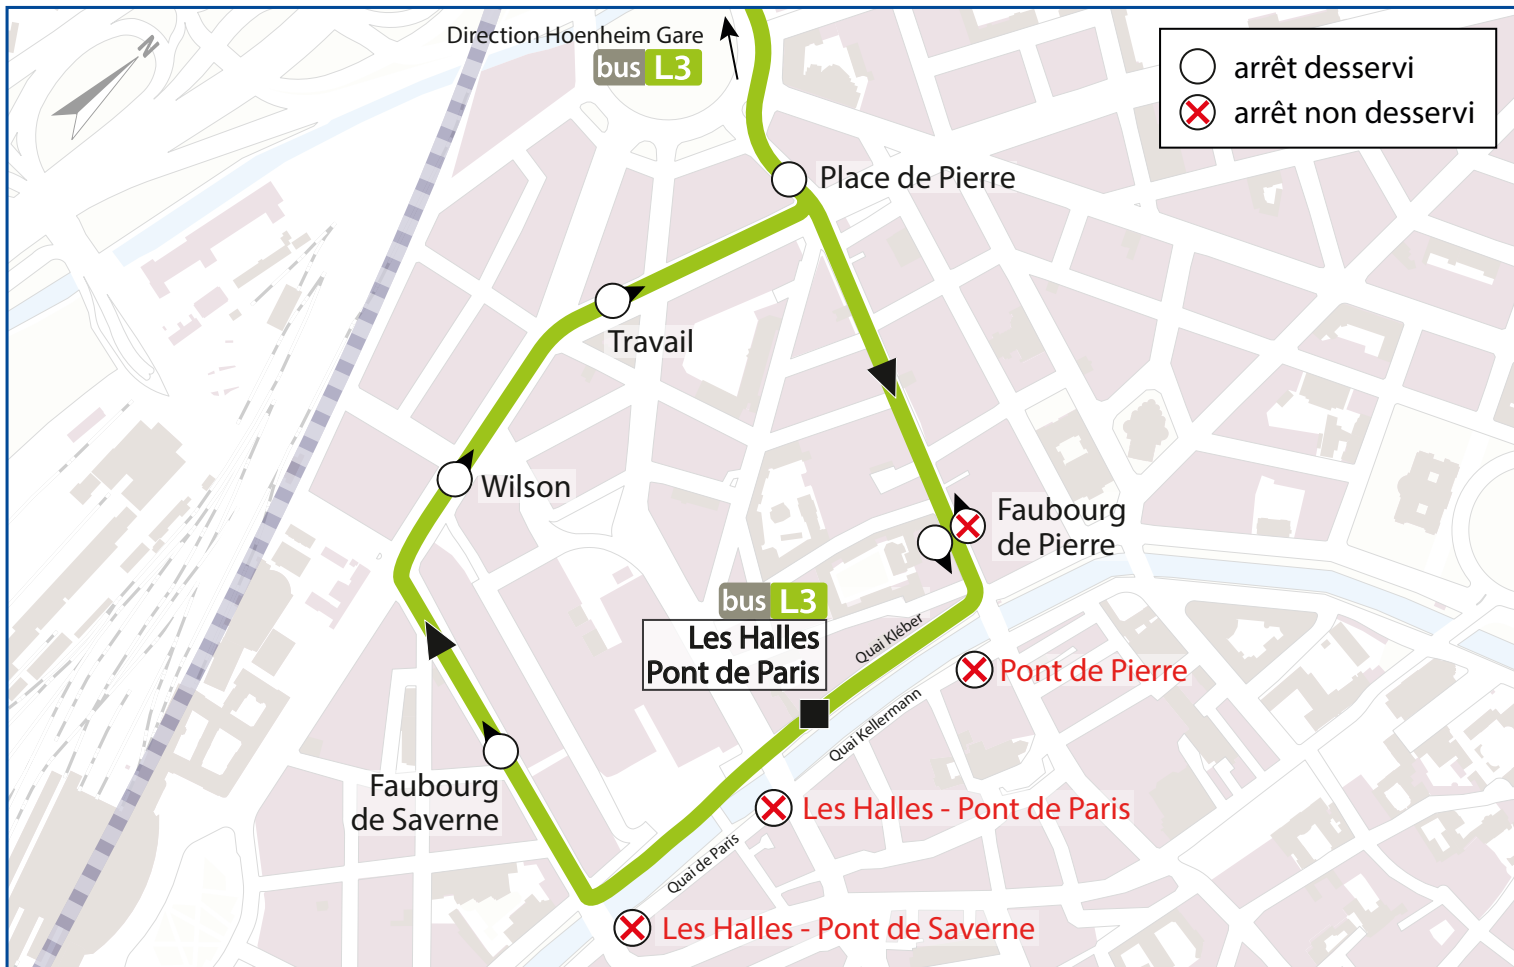 Direction Hoenheim Gare
bus L3
N
arrêt desservi
arrêt non desservi
Place de Pierre
Travail
Wilson
Faubourg
de Pierre
bus L3
Les Halles
Pont de Paris
Quai Kléber
Quai Kellermann
Pont de Pierre
Faubourg
de Saverne
Les Halles - Pont de Paris
Quai de Paris
Les Halles - Pont de Saverne